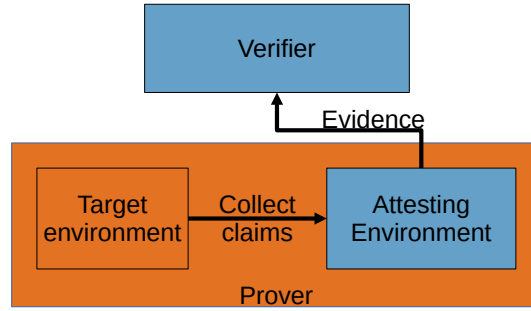 Verifier
Evidence
Target
environment
Collect
claims
Attesting
Environment
Prover